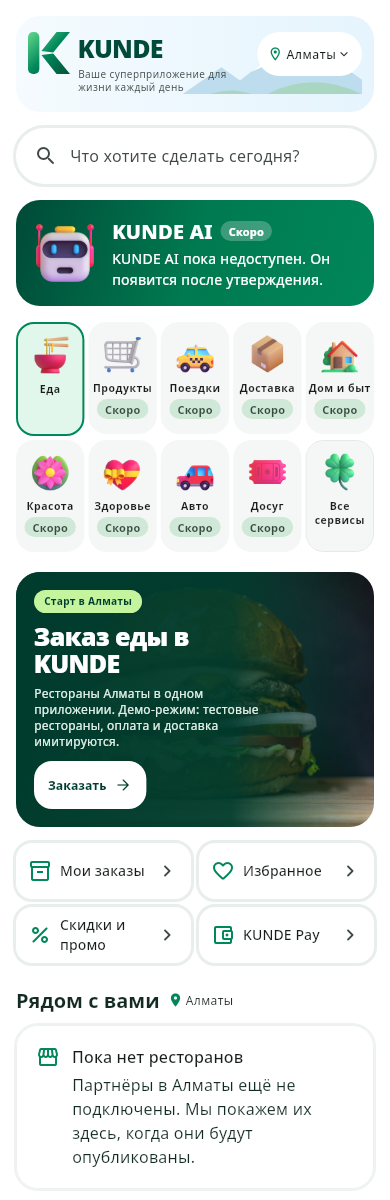 KUNDE
Ваше суперприложение для
жизни каждый день
Алматы
Что хотите сделать сегодня?
KUNDE AI Скоро
KUNDE AI пока недоступен. Он
появится после утверждения.
Еда
Продукты
Скоро
Поездки
Скоро
Доставка
Скоро
Дом и быт
Скоро
Красота
Скоро
Здоровье
Скоро
Авто
Скоро
Досуг
Скоро
Все
сервисы
Старт в Алматы
Заказ еды в
KUNDE
Рестораны Алматы в одном
приложении. Демо-режим: тестовые
рестораны, оплата и доставка
имитируются.
Заказать
Мои заказы
Избранное
Скидки и
промо
KUNDE Pay
Рядом с вами Алматы
Пока нет ресторанов
Партнёры в Алматы ещё не
подключены. Мы покажем их
здесь, когда они будут
опубликованы.